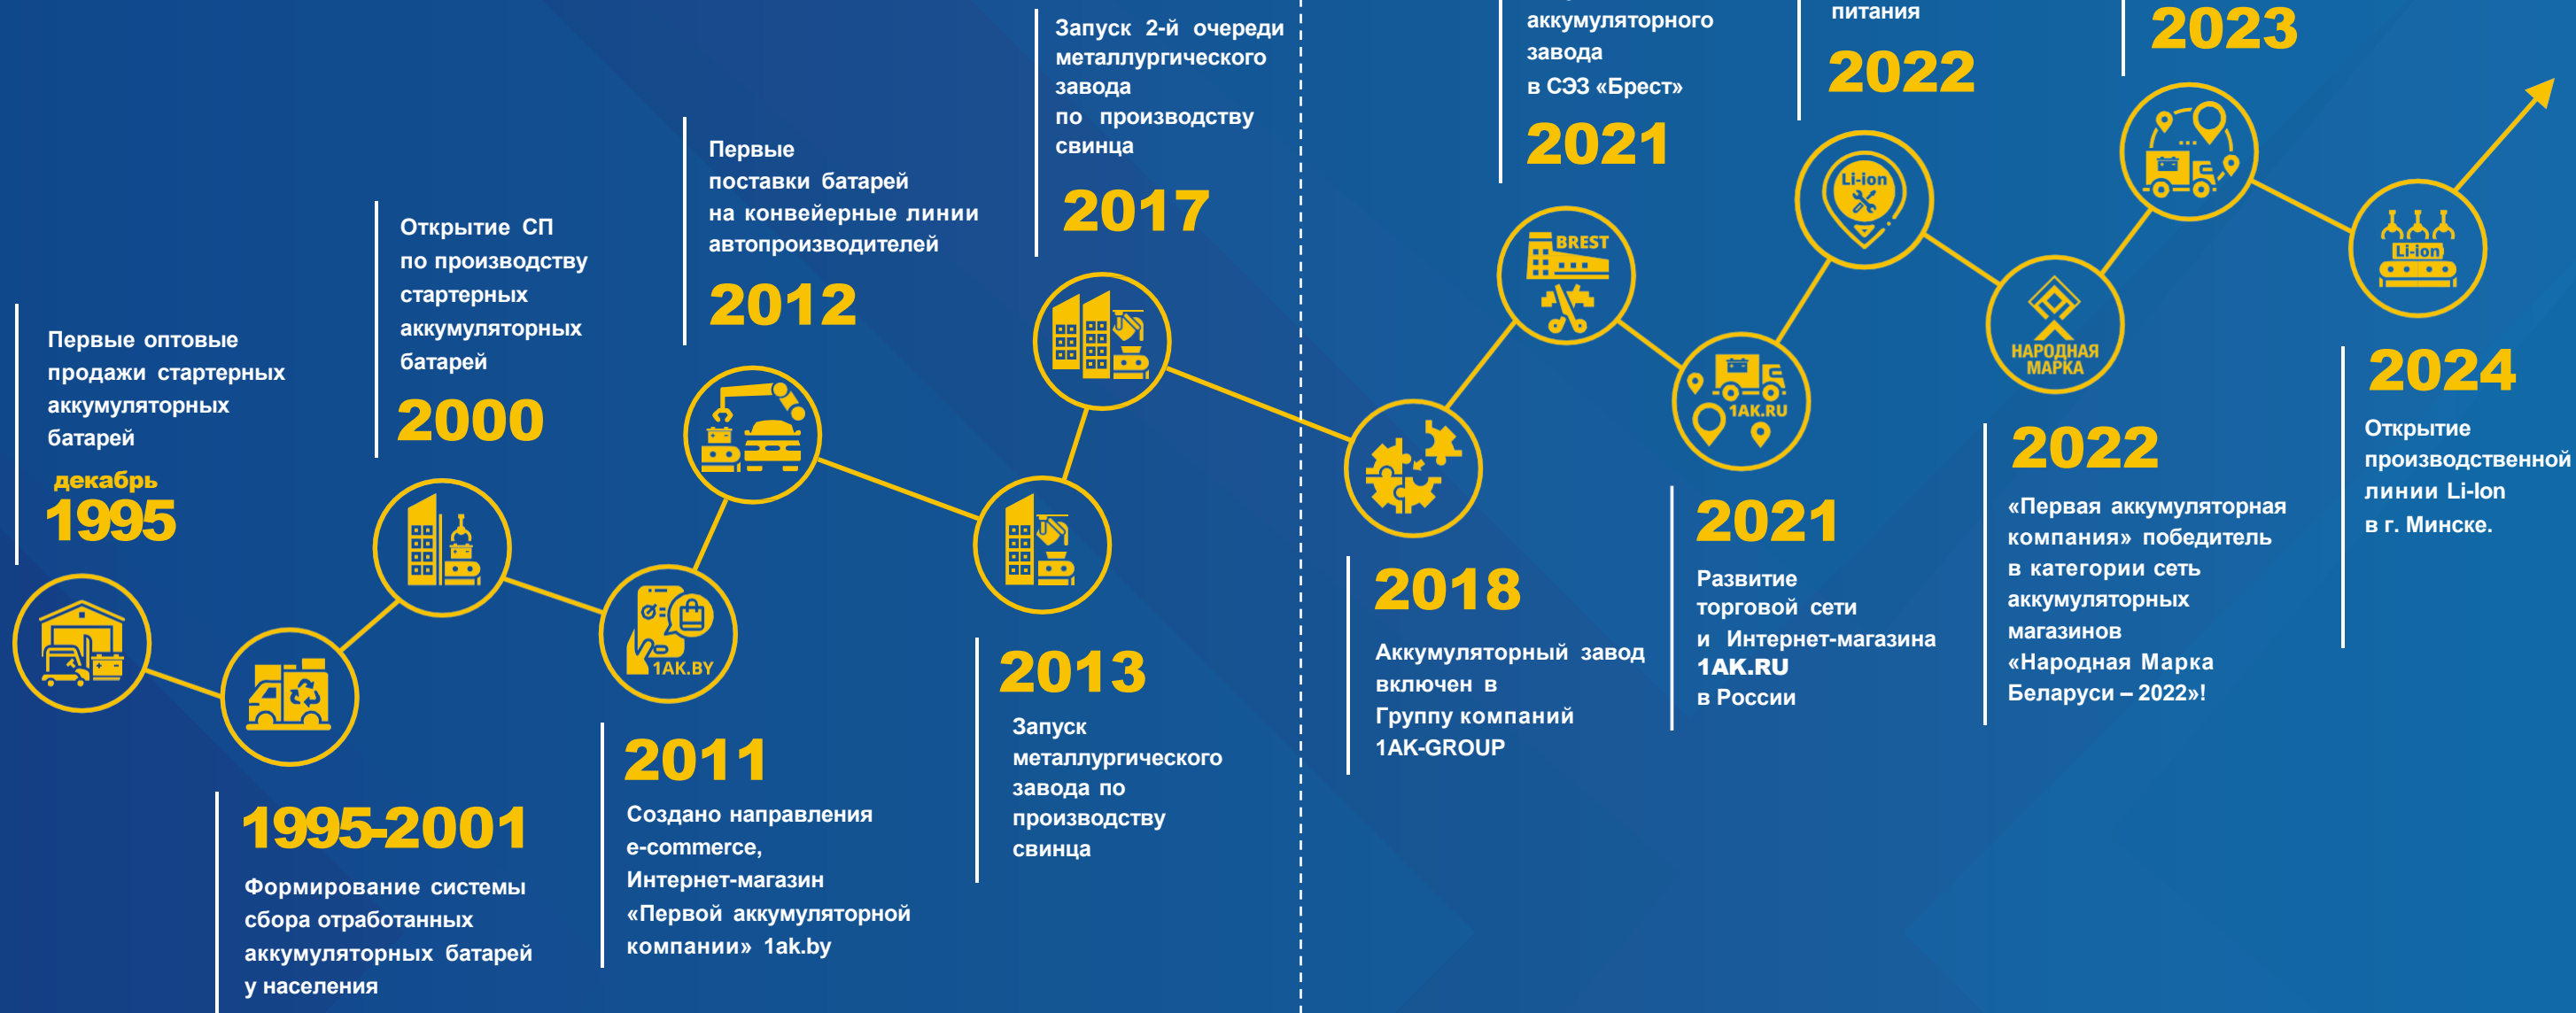 Первые оптовые
продажи стартерных
аккумуляторных
батарей
декабрь
1995
1995-2001
Формирование системы
сбора отработанных
аккумуляторных батарей
у населения
Открытие СП
по производству
стартерных
аккумуляторных
батарей
2000
1AK.BY
2011
Создано направления
e-commerce,
Интернет-магазин
«Первой аккумуляторной
компании» 1ak.by
Первые
поставки батарей
на конвейерные линии
автопроизводителей
2012
2013
Запуск
металлургического
завода по
производству
свинца
Запуск 2-й очереди
металлургического
завода
по производству
свинца
2017
2018
Аккумуляторный завод
включен в
Группу компаний
1AK-GROUP
аккумуляторного
завода
в СЭЗ «Брест»
2021
BREST
1AK.RU
2021
Развитие
торговой сети
и Интернет-магазина
1AK.RU
в России
питания
2022
Li-ion
НАРОДНАЯ
МАРКА
2022
«Первая аккумуляторная
компания» победитель
в категории сеть
аккумуляторных
магазинов
«Народная Марка
Беларуси – 2022»!
2023
Li-ion
2024
Открытие
производственной
линии Li-Ion
в г. Минске.